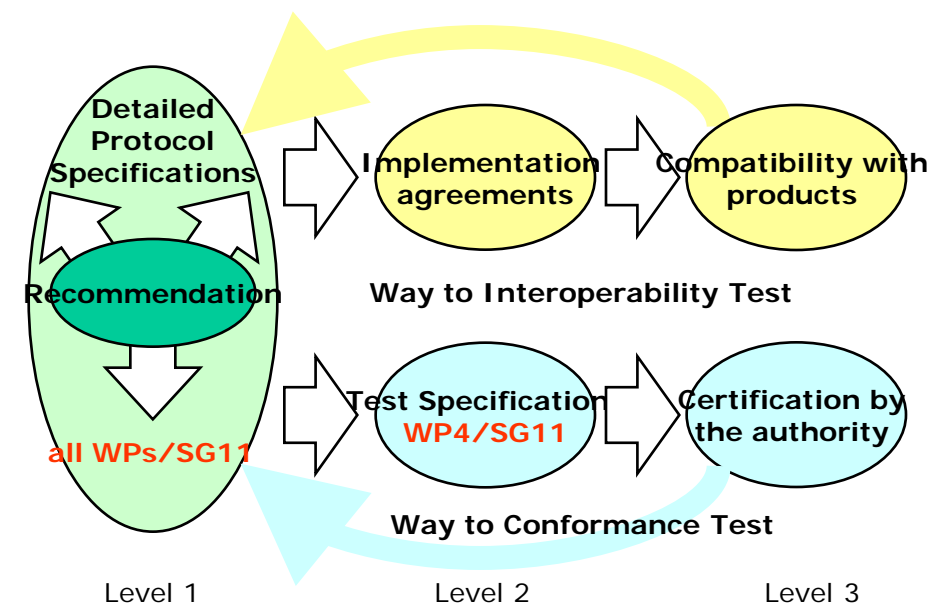 Detailed
Protocol
Specifications
Recommendation
all WPs/SG11
Implementation
agreements
Compatibility with
products
Way to Interoperability Test
Test Specification
WP4/SG11
Certification by
the authority
Way to Conformance Test
Level 1
Level 2
Level 3